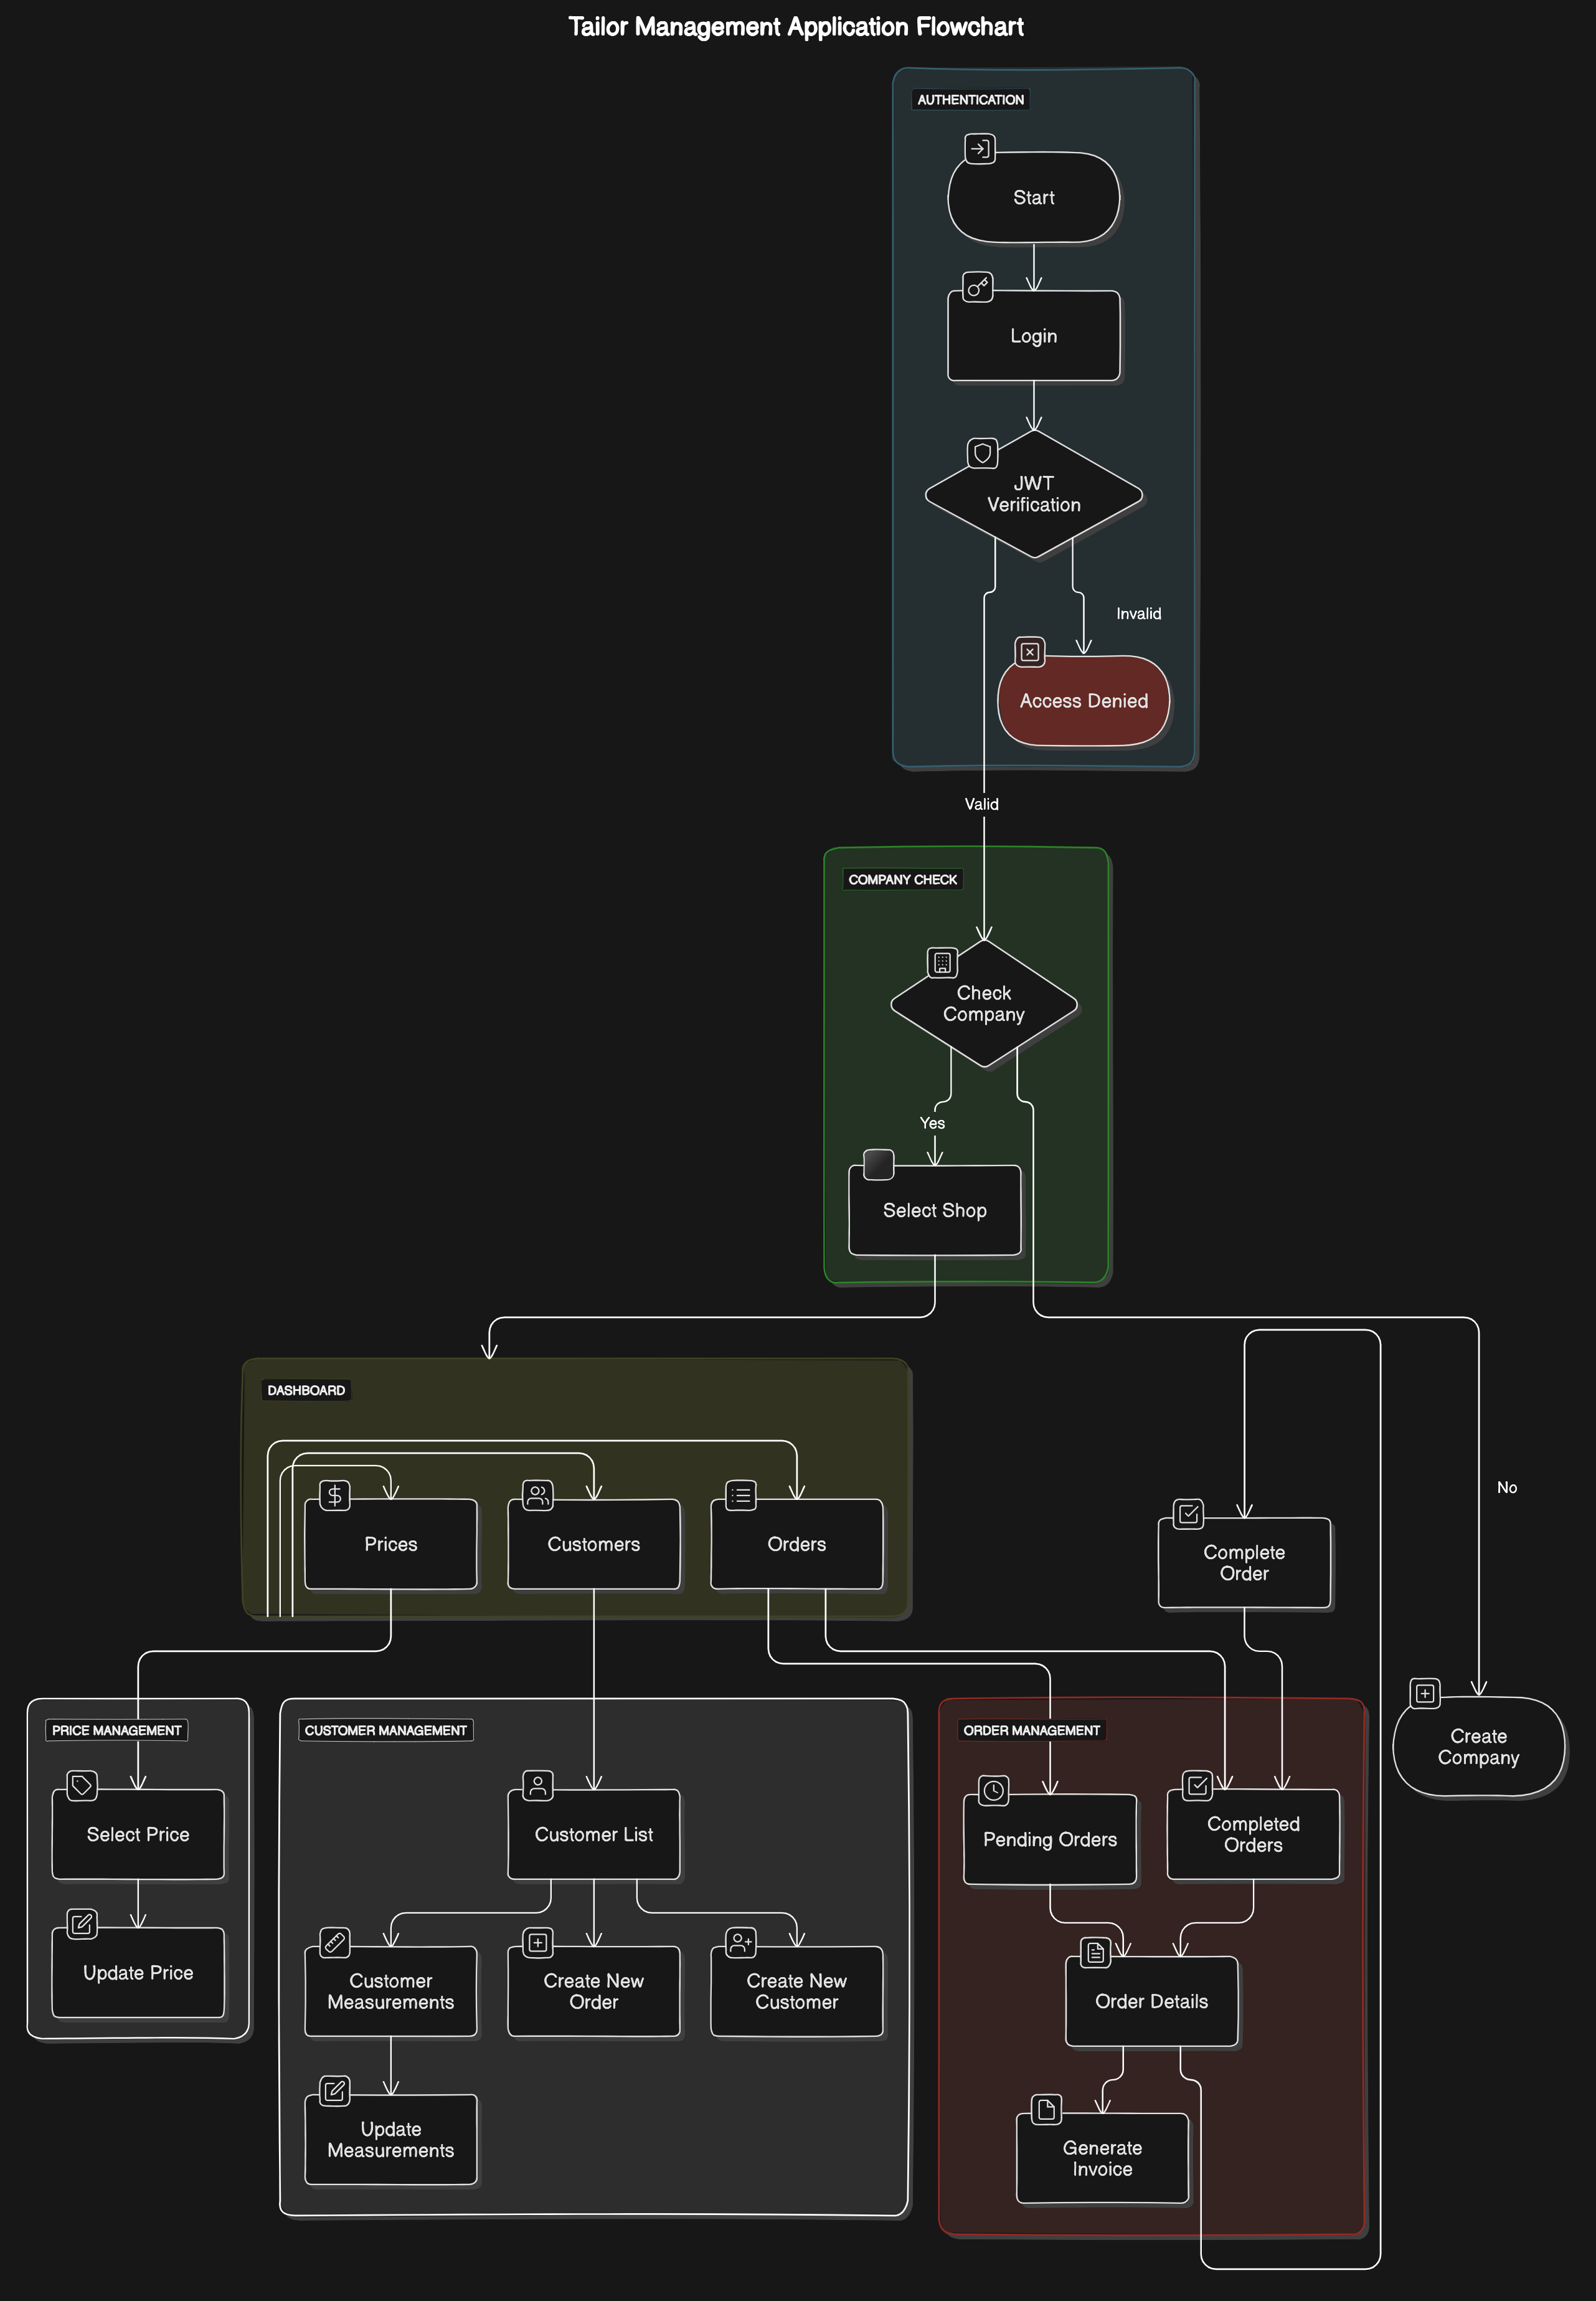 Tailor Management Application Flowchart
AUTHENTICATION
Start
Login
JWT
Verification
Invalid
Access Denied
Valid
COMPANY CHECK
Check
Company
Yes
Select Shop
DASHBOARD
Prices
Customers
Orders
No
Complete
Order
PRICE MANAGEMENT
Select Price
Update Price
CUSTOMER MANAGEMENT
Customer List
Customer
Measurements
Create New
Order
Create New
Customer
Update
Measurements
ORDER MANAGEMENT
Pending Orders
Completed
Orders
Order Details
Generate
Invoice
Create
Company